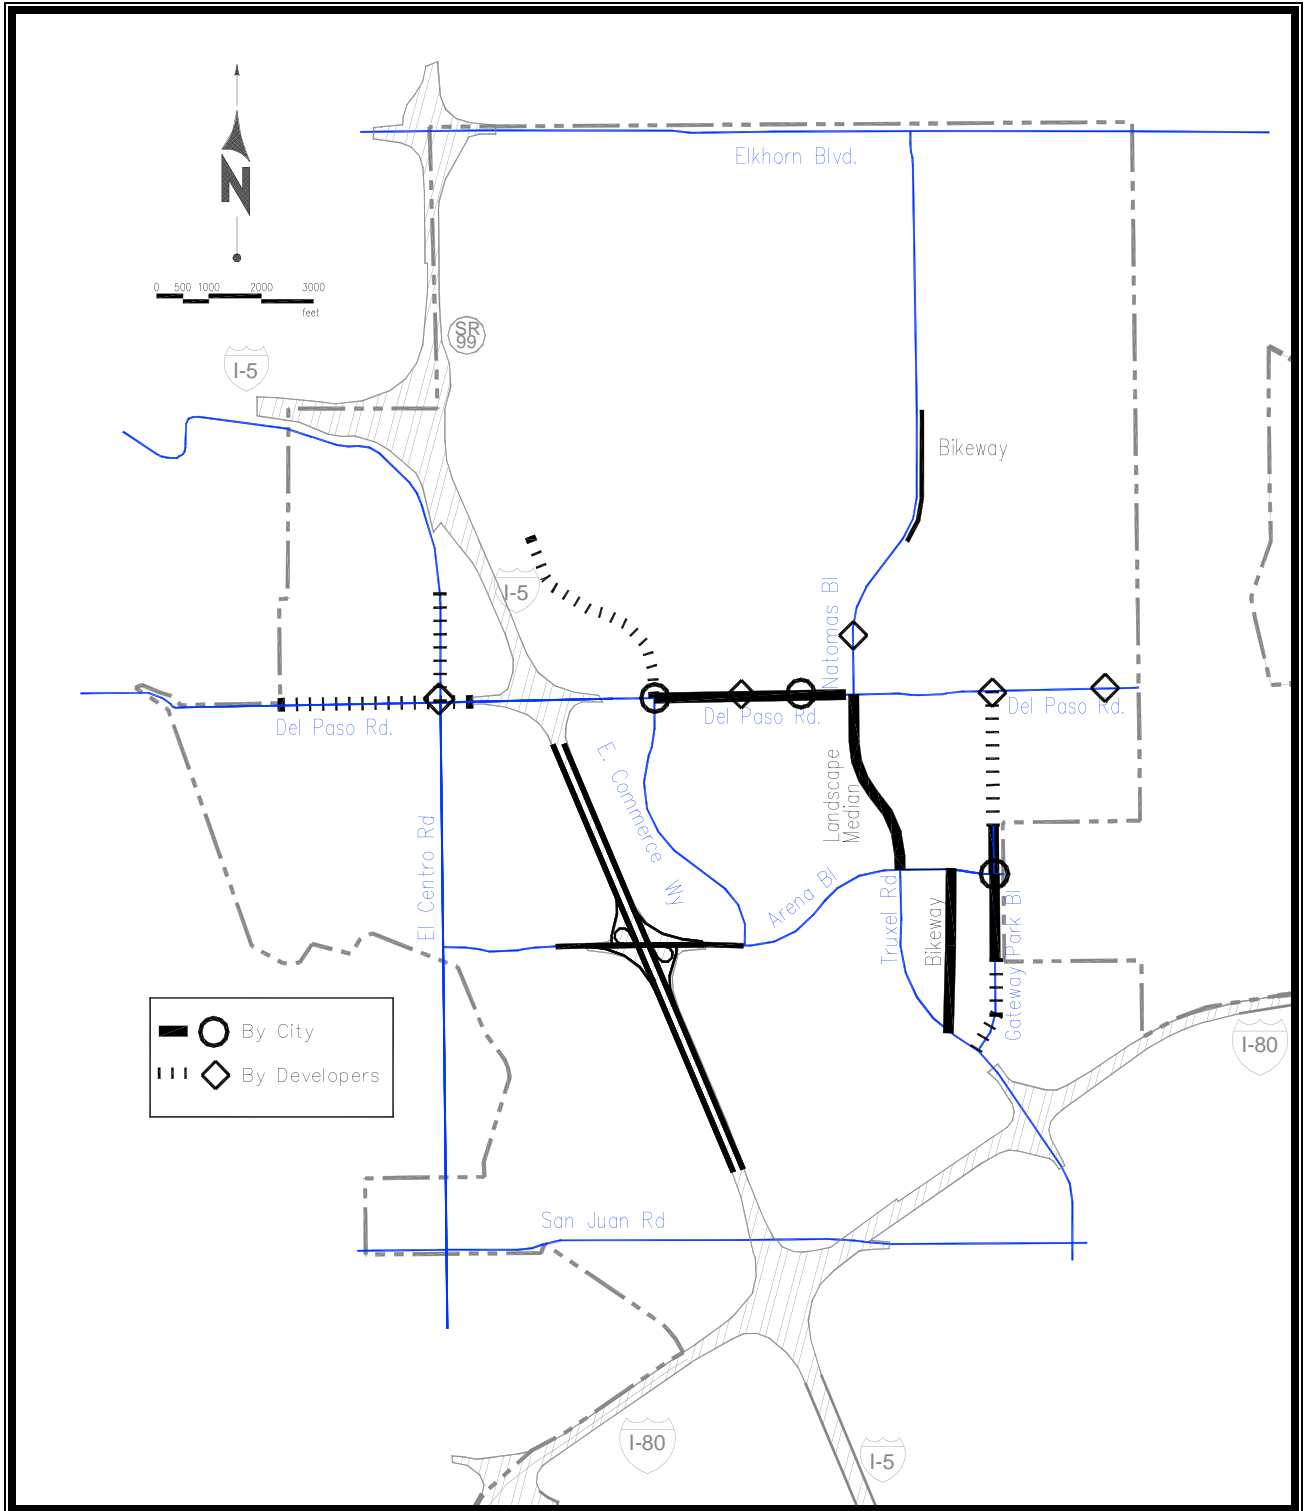 Elkhorn Blvd.
N
0 500 1000 2000 3000
feet
SR
99
I-5
Bikeway
I-5
Natomas Bl
Del Paso Rd.
Del Paso Rd.
Del Paso Rd.
E. Commerce Wy
Landscape
Median
El Centro Rd
Arena Bl
Truxel Rd
Bikeway
Gateway Park Bl
By City
By Developers
I-80
San Juan Rd
I-80
I-5